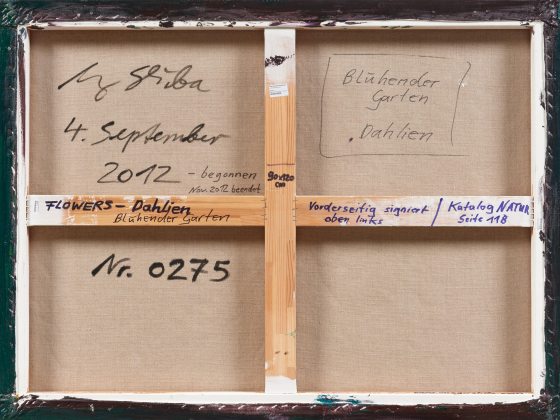 Stiba
4. September
2012 – begonnen
Nov. 2012 beendet
Nr. 0275
90x120
cm
Blühender
Garten
Dahlien
FLOWERS – Dahlien
Blühender Garten
Vorderseitig signiert
oben links
Katalog NATUR
Seite 118